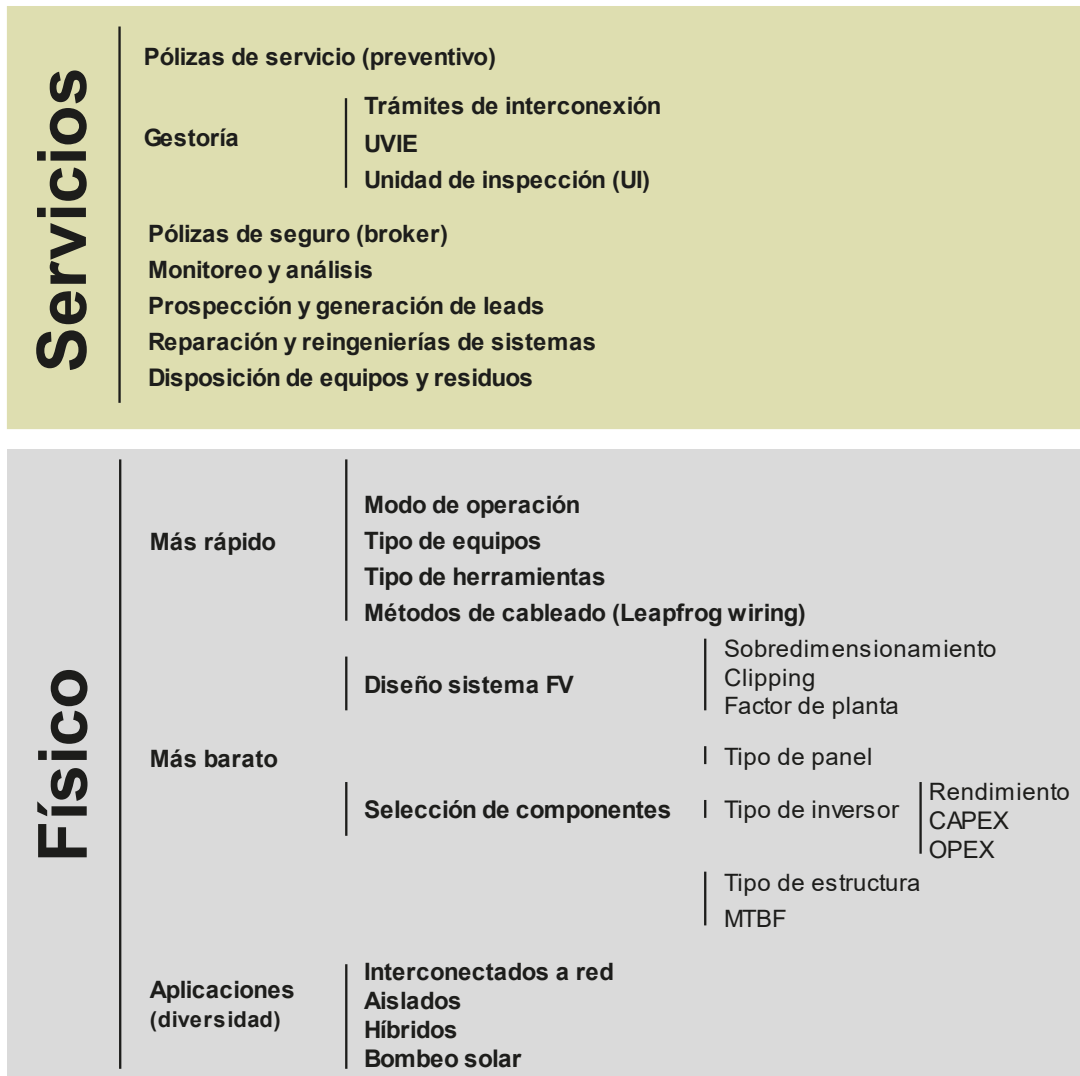 Servicios
Pólizas de servicio (preventivo)
Gestoría
Trámites de interconexión
UVIE
Unidad de inspección (UI)
Pólizas de seguro (broker)
Monitoreo y análisis
Prospección y generación de leads
Reparación y reingenierías de sistemas
Disposición de equipos y residuos
Físico
Más rápido
Modo de operación
Tipo de equipos
Tipo de herramientas
Métodos de cableado (Leapfrog wiring)
Más barato
Diseño sistema FV
Sobredimensionamiento
Clipping
Factor de planta
Selección de componentes
Tipo de panel
Tipo de inversor
Rendimiento
CAPEX
OPEX
Tipo de estructura
MTBF
Aplicaciones
(diversidad)
Interconectados a red
Aislados
Híbridos
Bombeo solar